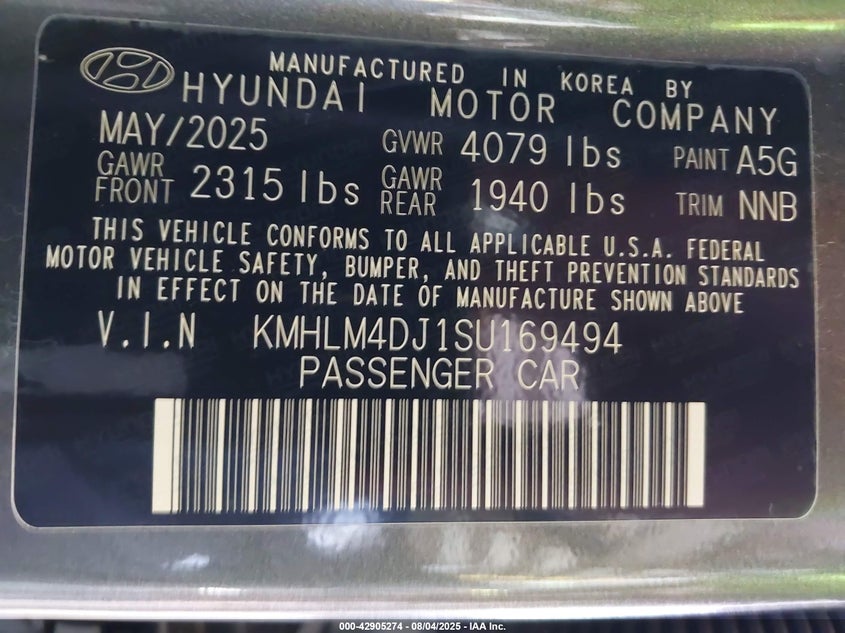 MANUFACTURED IN KOREA BY
HYUNDAI MOTOR COMPANY
MAY/2025 GVWR 4079 lbs PAINT A5G
GAWR FRONT 2315 lbs GAWR REAR 1940 lbs TRIM NNB
THIS VEHICLE CONFORMS TO ALL APPLICABLE U.S.A. FEDERAL
MOTOR VEHICLE SAFETY, BUMPER, AND THEFT PREVENTION STANDARDS
IN EFFECT ON THE DATE OF MANUFACTURE SHOWN ABOVE
V.I.N KMHLM4DJ1SU169494
PASSENGER CAR
000-42905274 - 08/04/2025 - IAA Inc.